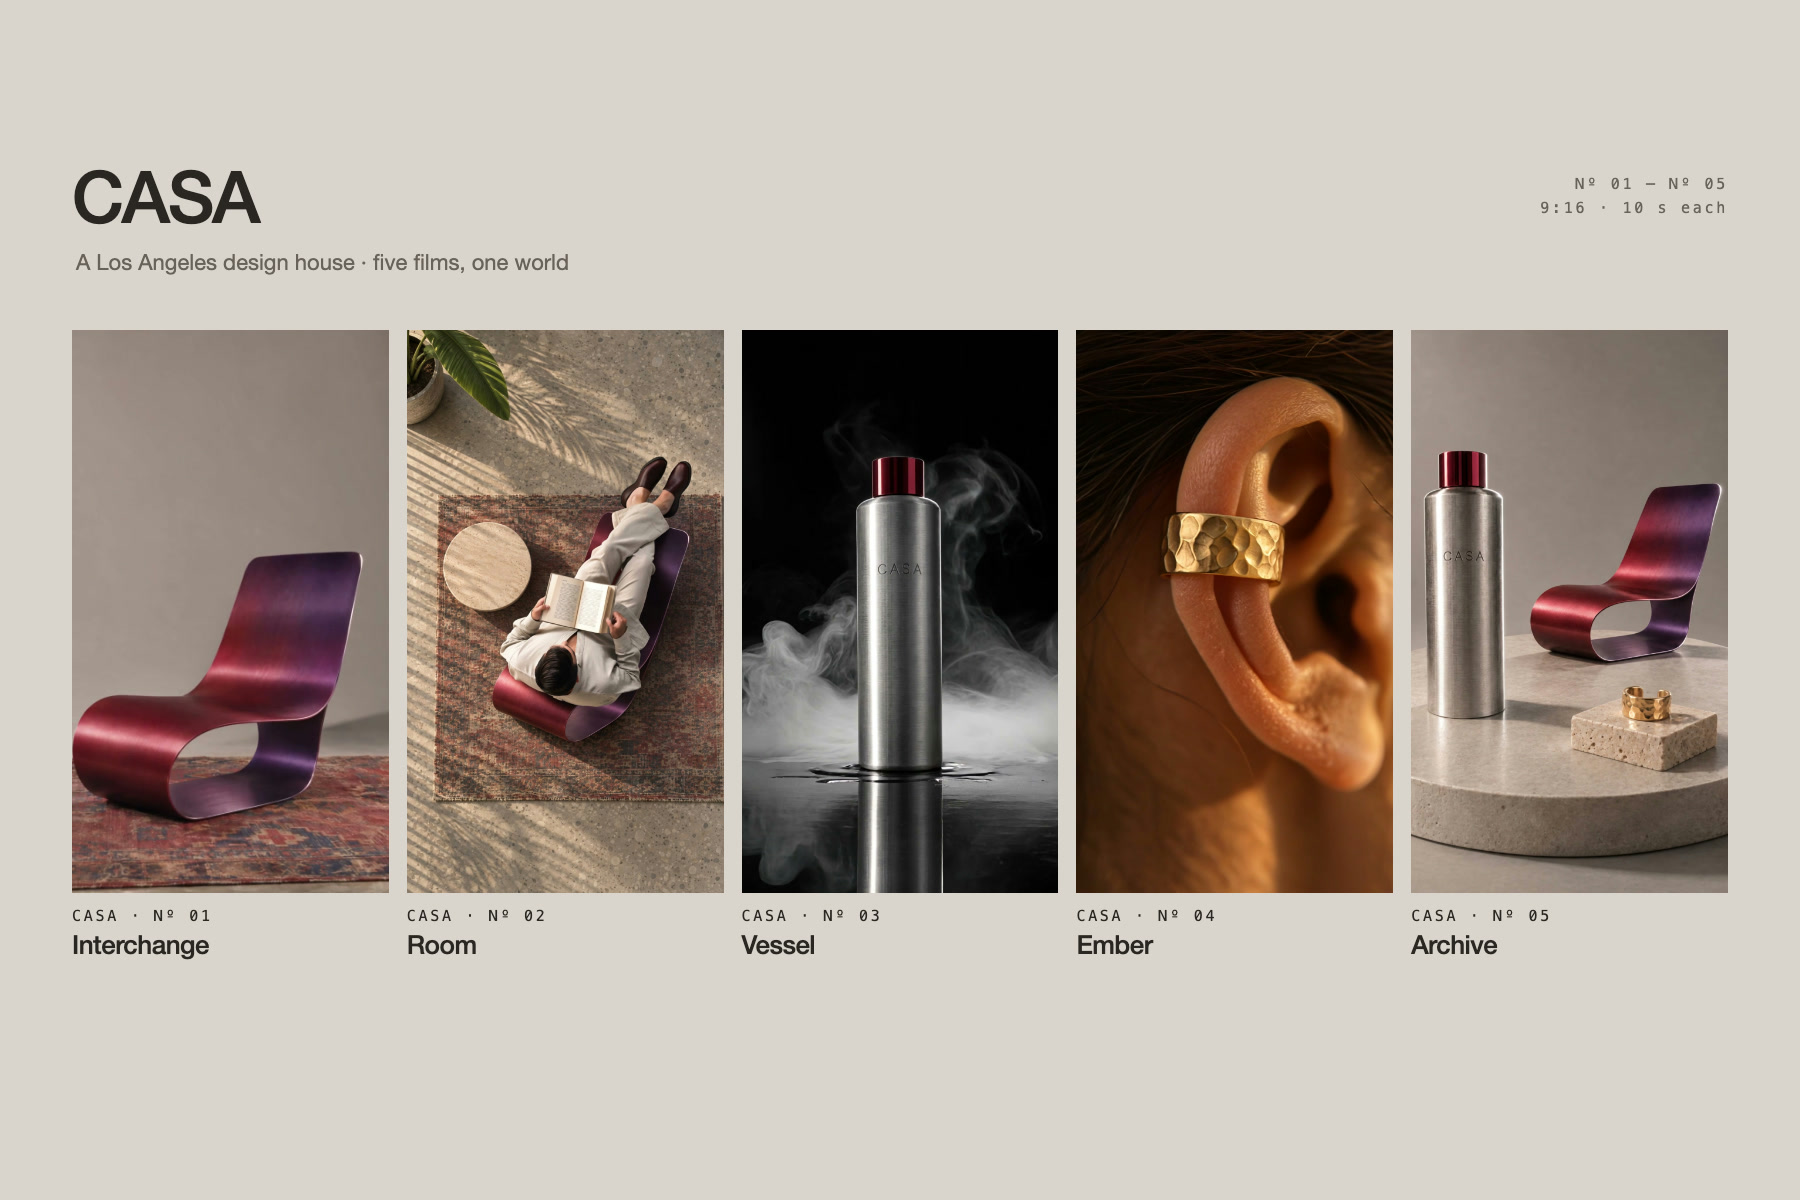 CASA
A Los Angeles design house · five films, one world
Nº 01 — Nº 05
9:16 · 10 s each
CASA
CASA
CASA · Nº 01
Interchange
CASA · Nº 02
Room
CASA · Nº 03
Vessel
CASA · Nº 04
Ember
CASA · Nº 05
Archive